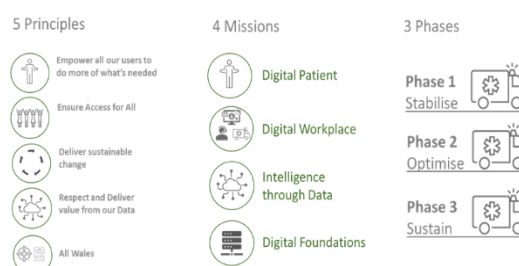 5 Principles
Empower all our users to
do more of what's needed
Ensure Access for All
Deliver sustainable
change
Respect and Deliver
value from our Data
All Wales
4 Missions
Digital Patient
Digital Workplace
Intelligence
through Data
Digital Foundations
3 Phases
Phase 1
Stabilise
Phase 2
Optimise
Phase 3
Sustain